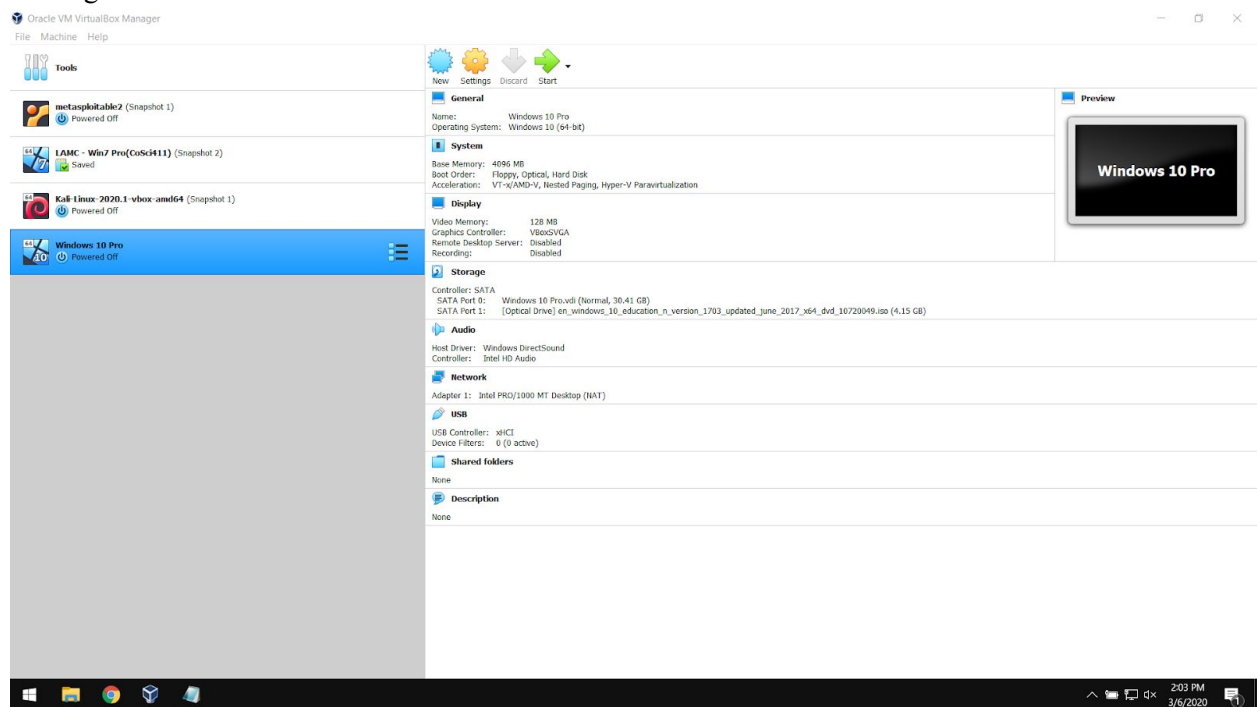 Oracle VM VirtualBox Manager
File Machine Help
Tools
New Settings Discard Start
metasploitable2 (Snapshot 1)
Powered Off
64
7
LAMC - Win7 Pro(CoSci411) (Snapshot 2)
Saved
64
Kali-Linux-2020.1-vbox-amd64 (Snapshot 1)
Powered Off
64
10
Windows 10 Pro
Powered Off
General
Name: Windows 10 Pro
Operating System: Windows 10 (64-bit)
System
Base Memory: 4096 MB
Boot Order: Floppy, Optical, Hard Disk
Acceleration: VT-x/AMD-V, Nested Paging, Hyper-V Paravirtualization
Display
Video Memory: 128 MB
Graphics Controller: VBoxSVGA
Remote Desktop Server: Disabled
Recording: Disabled
Storage
Controller: SATA
SATA Port 0: Windows 10 Pro.vdi (Normal, 30.41 GB)
SATA Port 1: [Optical Drive] en_windows_10_education_n_version_1703_updated_june_2017_x64_dvd_10720049.iso (4.15 GB)
Audio
Host Driver: Windows DirectSound
Controller: Intel HD Audio
Network
Adapter 1: Intel PRO/1000 MT Desktop (NAT)
USB
USB Controller: xHCI
Device Filters: 0 (0 active)
Shared folders
None
Description
None
Preview
Windows 10 Pro
2:03 PM
3/6/2020
1